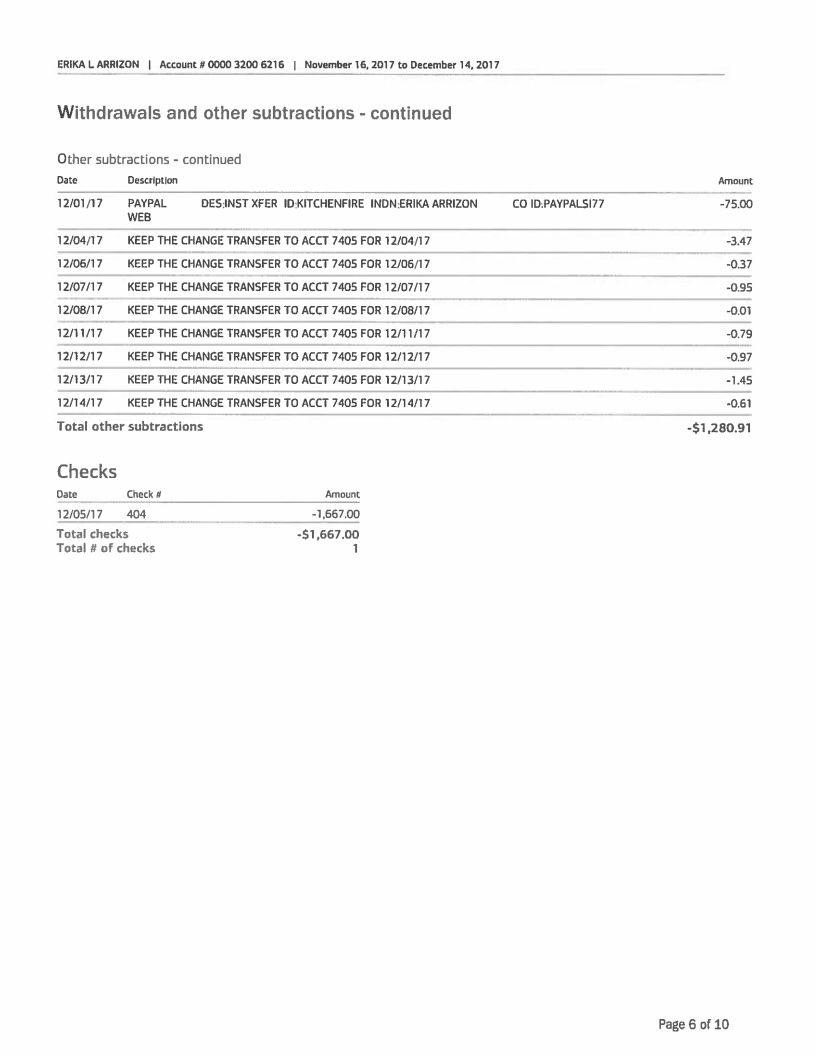 ERIKA L ARRIZON | Account # 0000 3200 6216 | November 16, 2017 to December 14, 2017
Withdrawals and other subtractions - continued
Other subtractions - continued
Date Description Amount
12/01/17 PAYPAL DES:INST XFER ID:KITCHENFIRE INDN:ERIKA ARRIZON CO ID:PAYPALSI77 -75.00
WEB
12/04/17 KEEP THE CHANGE TRANSFER TO ACCT 7405 FOR 12/04/17 -3.47
12/06/17 KEEP THE CHANGE TRANSFER TO ACCT 7405 FOR 12/06/17 -0.37
12/07/17 KEEP THE CHANGE TRANSFER TO ACCT 7405 FOR 12/07/17 -0.95
12/08/17 KEEP THE CHANGE TRANSFER TO ACCT 7405 FOR 12/08/17 -0.01
12/11/17 KEEP THE CHANGE TRANSFER TO ACCT 7405 FOR 12/11/17 -0.79
12/12/17 KEEP THE CHANGE TRANSFER TO ACCT 7405 FOR 12/12/17 -0.97
12/13/17 KEEP THE CHANGE TRANSFER TO ACCT 7405 FOR 12/13/17 -1.45
12/14/17 KEEP THE CHANGE TRANSFER TO ACCT 7405 FOR 12/14/17 -0.61
Total other subtractions -$1,280.91
Checks
Date Check # Amount
12/05/17 404 -1,667.00
Total checks -$1,667.00
Total # of checks 1
Page 6 of 10